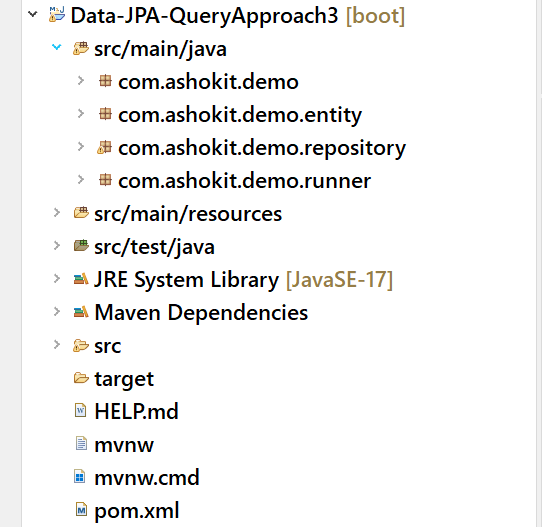 Data-JPA-QueryApproach3 [boot]
src/main/java
com.ashokit.demo
com.ashokit.demo.entity
com.ashokit.demo.repository
com.ashokit.demo.runner
src/main/resources
src/test/java
JRE System Library [JavaSE-17]
Maven Dependencies
src
target
HELP.md
mvnw
mvnw.cmd
pom.xml